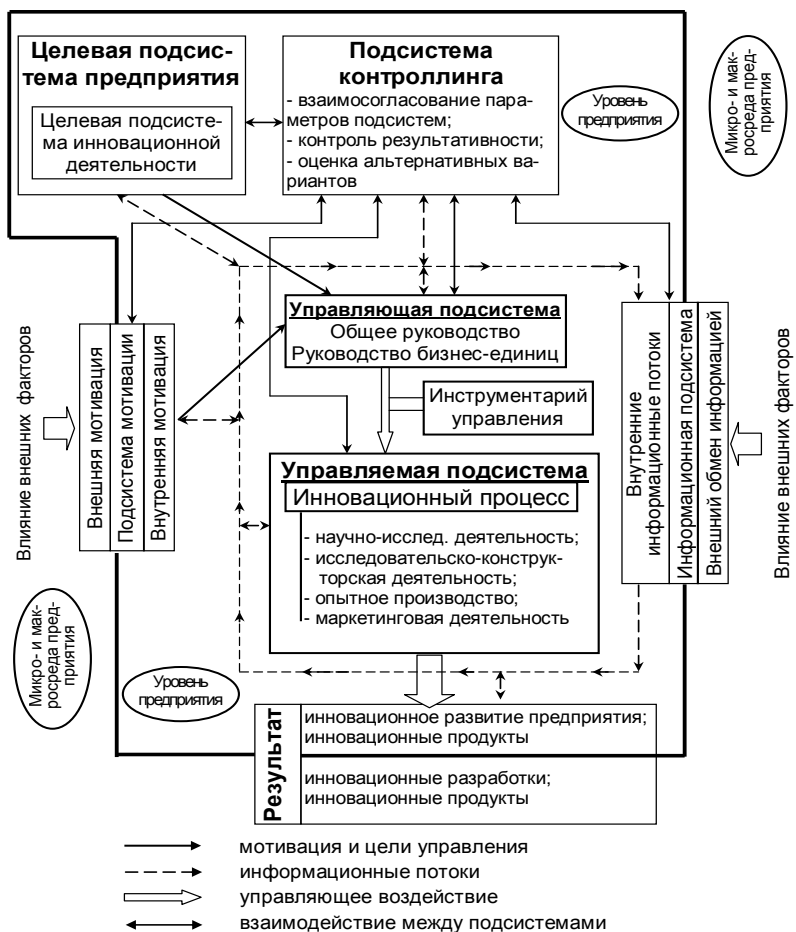 Целевая подсис-
тема предприятия
Целевая подсисте-
ма инновационной
деятельности
Подсистема
контроллинга
- взаимосогласование пара-
метров подсистем;
- контроль результативности;
- оценка альтернативных ва-
риантов
Уровень
предприятия
Микро- и мак-
росреда пред-
приятия
Управляющая подсистема
Общее руководство
Руководство бизнес-единиц
Инструментарий
управления
Влияние внешних факторов
Внешняя мотивация
Подсистема мотивации
Внутренняя мотивация
Управляемая подсистема
Инновационный процесс
- научно-исслед. деятельность;
- исследовательско-конструк-
торская деятельность;
- опытное производство;
- маркетинговая деятельность
Внутренние
информационные потоки
Информационная подсистема
Внешний обмен информацией
Влияние внешних факторов
Микро- и мак-
росреда пред-
приятия
Уровень
предприятия
Результат
инновационное развитие предприятия;
инновационные продукты
инновационные разработки;
инновационные продукты
мотивация и цели управления
информационные потоки
управляющее воздействие
взаимодействие между подсистемами